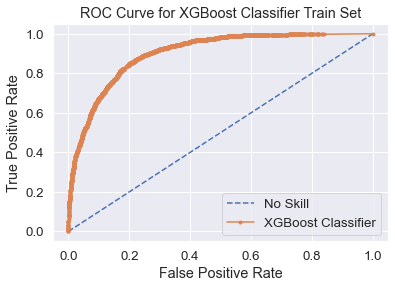 ROC Curve for XGBoost Classifier Train Set
True Positive Rate
1.0
0.8
0.6
0.4
0.2
0.0
No Skill
XGBoost Classifier
0.0 0.2 0.4 0.6 0.8 1.0
False Positive Rate